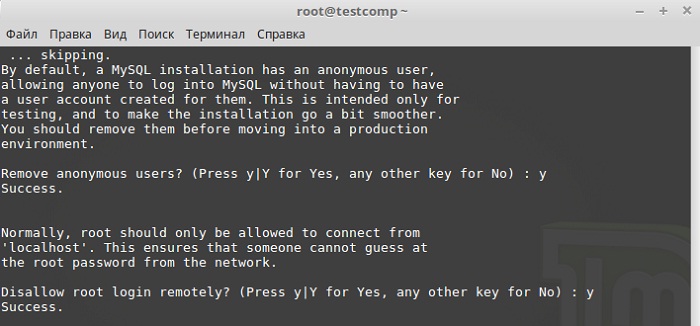 root@testcomp ~
Файл Правка Вид Поиск Терминал Справка
... skipping.
By default, a MySQL installation has an anonymous user,
allowing anyone to log into MySQL without having to have
a user account created for them. This is intended only for
testing, and to make the installation go a bit smoother.
You should remove them before moving into a production
environment.
Remove anonymous users? (Press y|Y for Yes, any other key for No) : y
Success.
Normally, root should only be allowed to connect from
'localhost'. This ensures that someone cannot guess at
the root password from the network.
Disallow root login remotely? (Press y|Y for Yes, any other key for No) : y
Success.